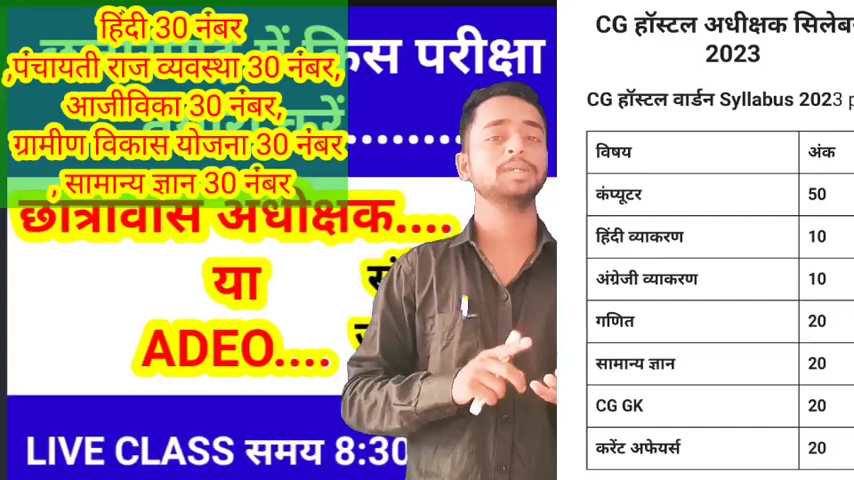 हिंदी 30 नंबर
,पंचायती राज व्यवस्था 30 नंबर,
आजीविका 30 नंबर,
ग्रामीण विकास योजना 30 नंबर
, सामान्य ज्ञान 30 नंबर
किस परीक्षा
करें..........
छात्रावास अधीक्षक....
या
ADEO....
LIVE CLASS समय 8:30
CG हॉस्टल अधीक्षक
2023
CG हॉस्टल वार्डन Syllabus 2023
विषय अंक
कंप्यूटर 50
हिंदी व्याकरण 10
अंग्रेजी व्याकरण 10
गणित 20
सामान्य ज्ञान 20
CG GK 20
करेंट अफेयर्स 20